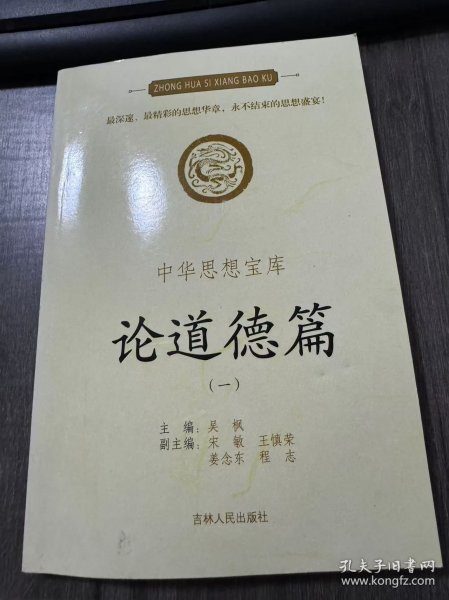 ZHONG HUA SI XIANG BAO KU
最深邃，最精彩的思想华章，永不结束的思想盛宴！
中华思想宝库
论道德篇
（一）
主 编：吴 枫
副主编：宋 敏 王慎荣
姜念东 程 志
吉林人民出版社
孔夫子旧书网
www.kongfz.com